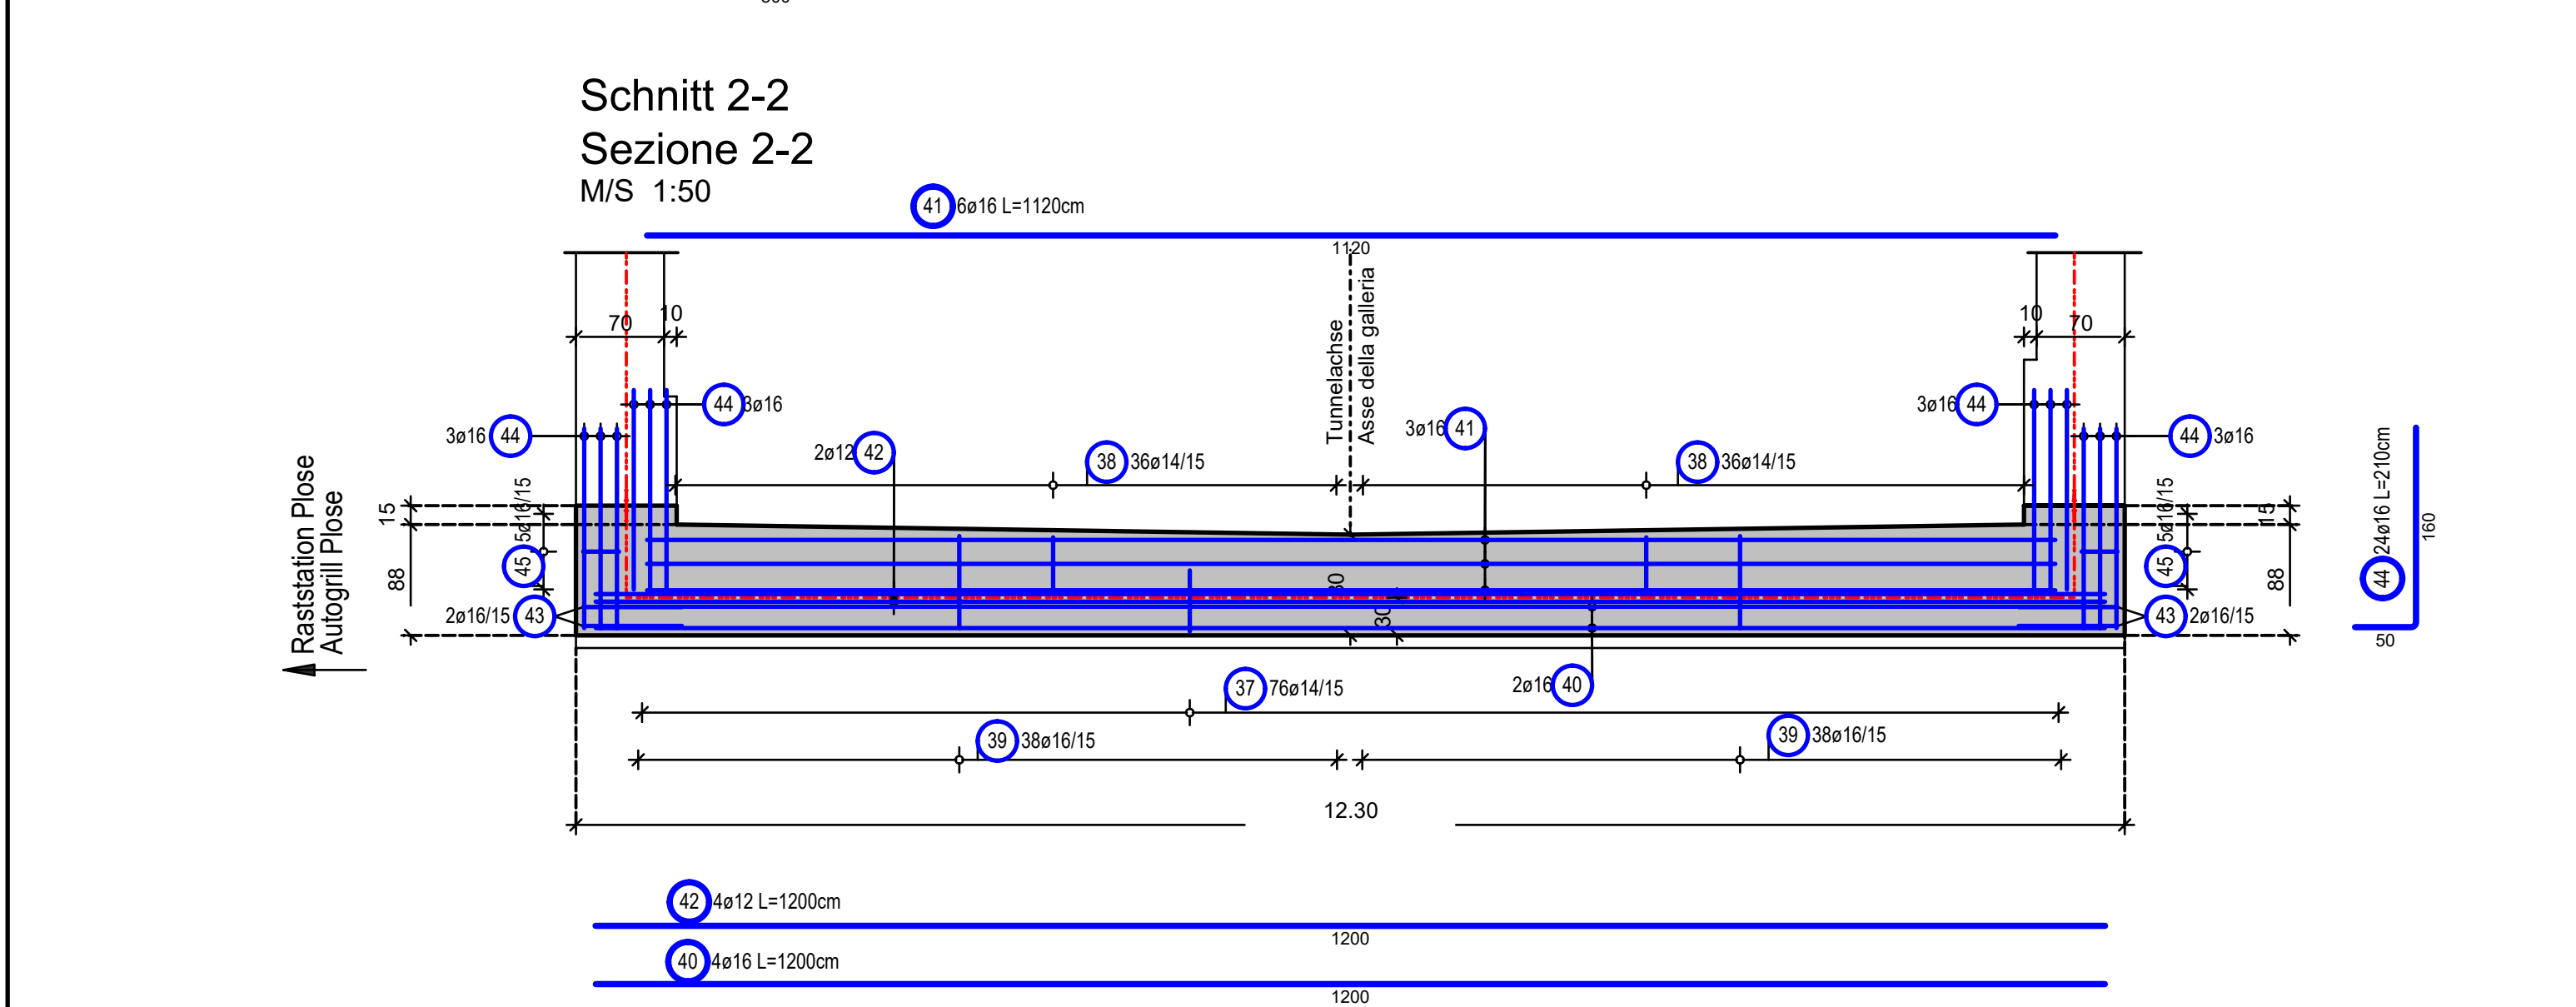 Schnitt 2-2
Sezione 2-2
M/S 1:50
41 6ø16 L=1120cm
1120
Tunnelachse
Asse della galleria
70
10
10
70
44 3ø16
3ø16 44
3ø16 44
44 3ø16
2ø12 42
38 36ø14/15
3ø16 41
38 36ø14/15
Raststation Plose
Autogrill Plose
15
88
45 5ø16/15
2ø16/15 43
30
45 5ø16/15
43 2ø16/15
15
88
44 24ø16 L=210cm
160
50
37 76ø14/15
2ø16 40
39 38ø16/15
39 38ø16/15
12.30
42 4ø12 L=1200cm
1200
40 4ø16 L=1200cm
1200